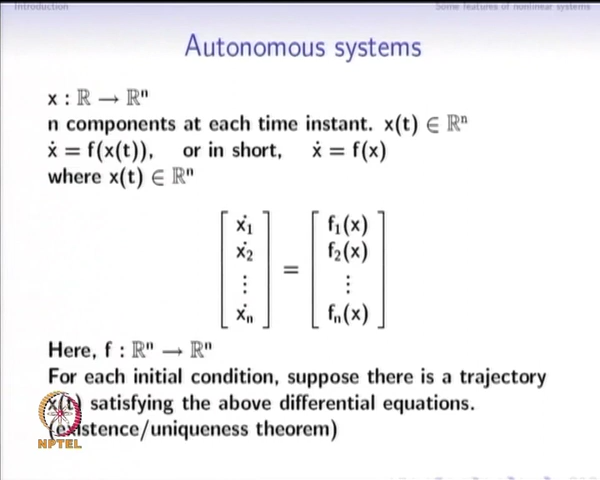 Introduction
Some features of nonlinear systems
Autonomous systems
x : ℝ → ℝⁿ
n components at each time instant. x(t) ∈ ℝⁿ
ẋ = f(x(t)), or in short, ẋ = f(x)
where x(t) ∈ ℝⁿ
[ẋ₁ ẋ₂ ⋮ ẋₙ] = [f₁(x) f₂(x) ⋮ fₙ(x)]
Here, f : ℝⁿ → ℝⁿ
For each initial condition, suppose there is a trajectory
x(t) satisfying the above differential equations.
(existence/uniqueness theorem)
NPTEL